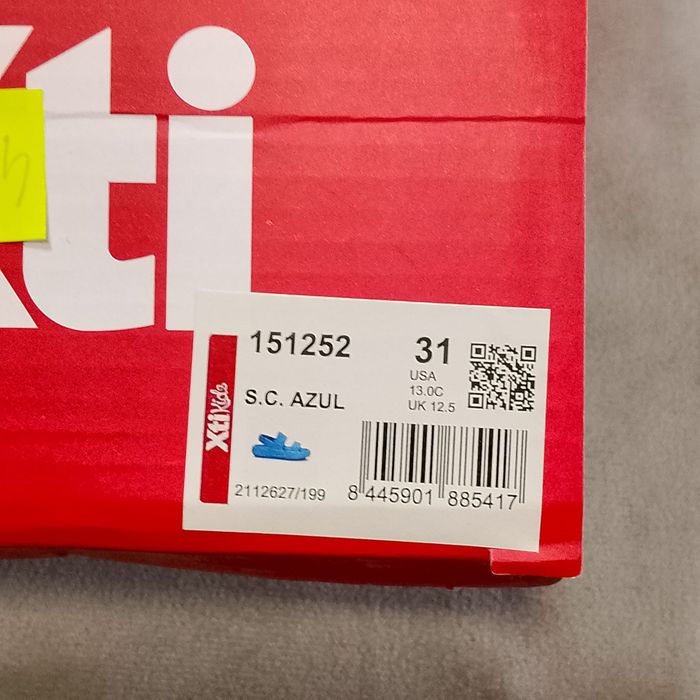 Xti
151252
31
USA
13.0C
UK 12.5
S.C. AZUL
Xti Kids
2112627/199
8 445901 885417